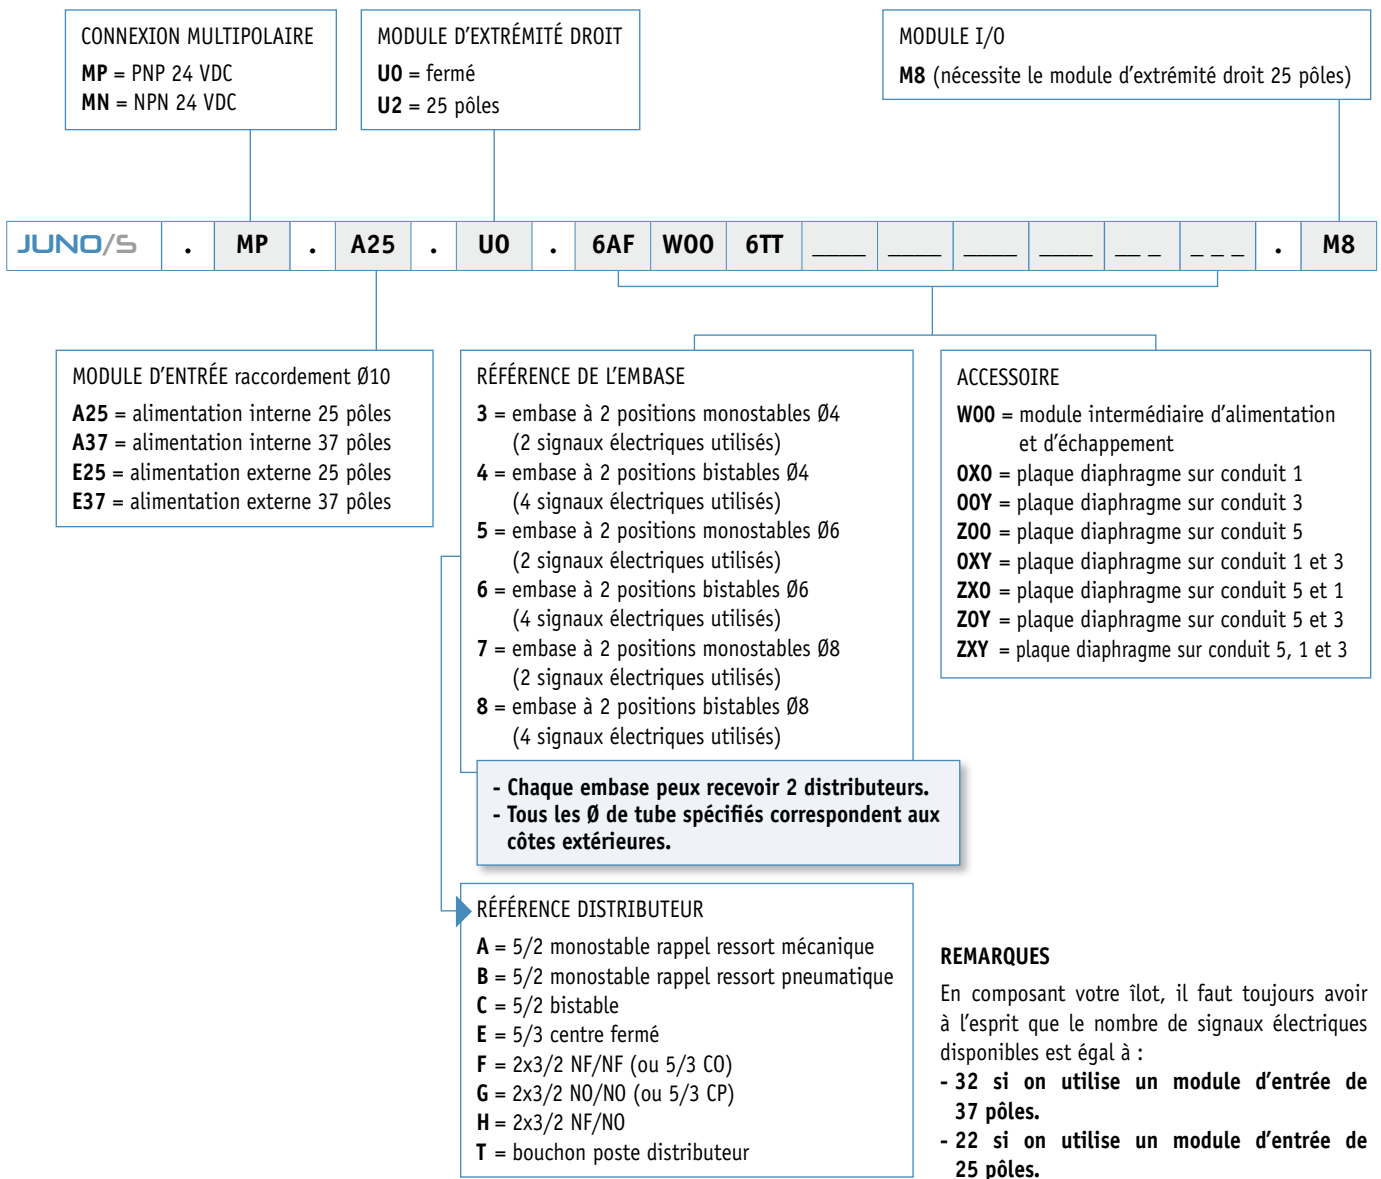 CONNEXION MULTIPOLAIRE
MP = PNP 24 VDC
MN = NPN 24 VDC
MODULE D'EXTRÉMITÉ DROIT
U0 = fermé
U2 = 25 pôles
MODULE I/O
M8 (nécessite le module d'extrémité droit 25 pôles)
JUNO/S . MP . A25 . U0 . 6AF W00 6TT ____ ____ ____ ____ __ _ _ _ _ . M8
MODULE D'ENTRÉE raccordement Ø10
A25 = alimentation interne 25 pôles
A37 = alimentation interne 37 pôles
E25 = alimentation externe 25 pôles
E37 = alimentation externe 37 pôles
RÉFÉRENCE DE L'EMBASE
3 = embase à 2 positions monostables Ø4
(2 signaux électriques utilisés)
4 = embase à 2 positions bistables Ø4
(4 signaux électriques utilisés)
5 = embase à 2 positions monostables Ø6
(2 signaux électriques utilisés)
6 = embase à 2 positions bistables Ø6
(4 signaux électriques utilisés)
7 = embase à 2 positions monostables Ø8
(2 signaux électriques utilisés)
8 = embase à 2 positions bistables Ø8
(4 signaux électriques utilisés)
- Chaque embase peux recevoir 2 distributeurs.
- Tous les Ø de tube spécifiés correspondent aux
côtes extérieures.
ACCESSOIRE
W00 = module intermédiaire d'alimentation
et d'échappement
0X0 = plaque diaphragme sur conduit 1
00Y = plaque diaphragme sur conduit 3
Z00 = plaque diaphragme sur conduit 5
0XY = plaque diaphragme sur conduit 1 et 3
ZX0 = plaque diaphragme sur conduit 5 et 1
Z0Y = plaque diaphragme sur conduit 5 et 3
ZXY = plaque diaphragme sur conduit 5, 1 et 3
RÉFÉRENCE DISTRIBUTEUR
A = 5/2 monostable rappel ressort mécanique
B = 5/2 monostable rappel ressort pneumatique
C = 5/2 bistable
E = 5/3 centre fermé
F = 2x3/2 NF/NF (ou 5/3 CO)
G = 2x3/2 NO/NO (ou 5/3 CP)
H = 2x3/2 NF/NO
T = bouchon poste distributeur
REMARQUES
En composant votre îlot, il faut toujours avoir
à l'esprit que le nombre de signaux électriques
disponibles est égal à :
- 32 si on utilise un module d'entrée de
37 pôles.
- 22 si on utilise un module d'entrée de
25 pôles.